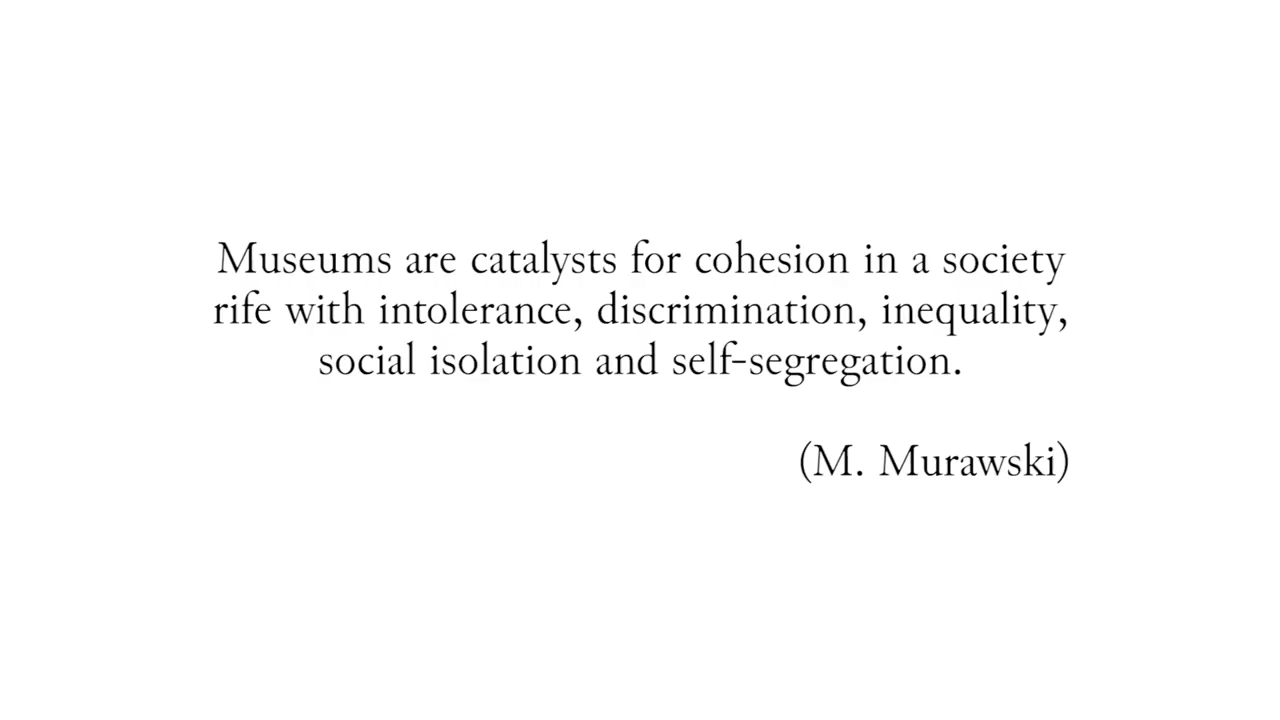 Museums are catalysts for cohesion in a society
rife with intolerance, discrimination, inequality,
social isolation and self-segregation.
(M. Murawski)